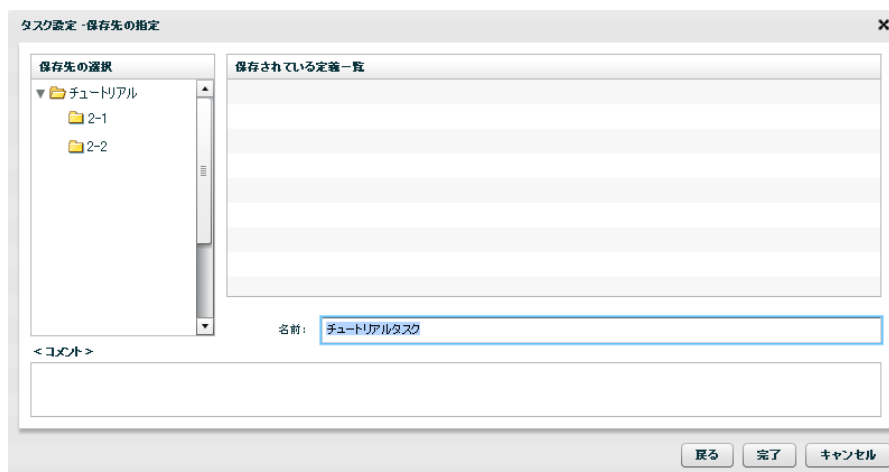 タスク設定 -保存先の指定
保存先の選択
保存されている定義一覧
チュートリアル
2-1
2-2
名前:
チュートリアルタスク
<コメント>
戻る
完了
キャンセル